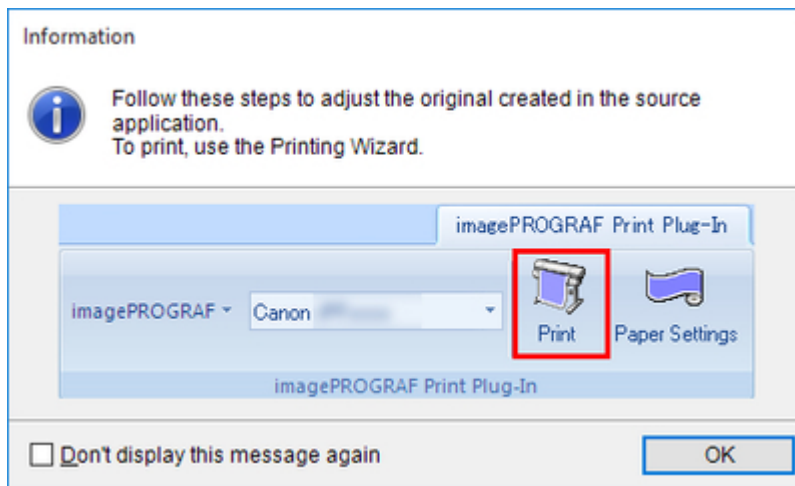 Information
Follow these steps to adjust the original created in the source
application.
To print, use the Printing Wizard.
imagePROGRAF Print Plug-In
imagePROGRAF
Canon
Print
Paper Settings
imagePROGRAF Print Plug-In
Don't display this message again
OK